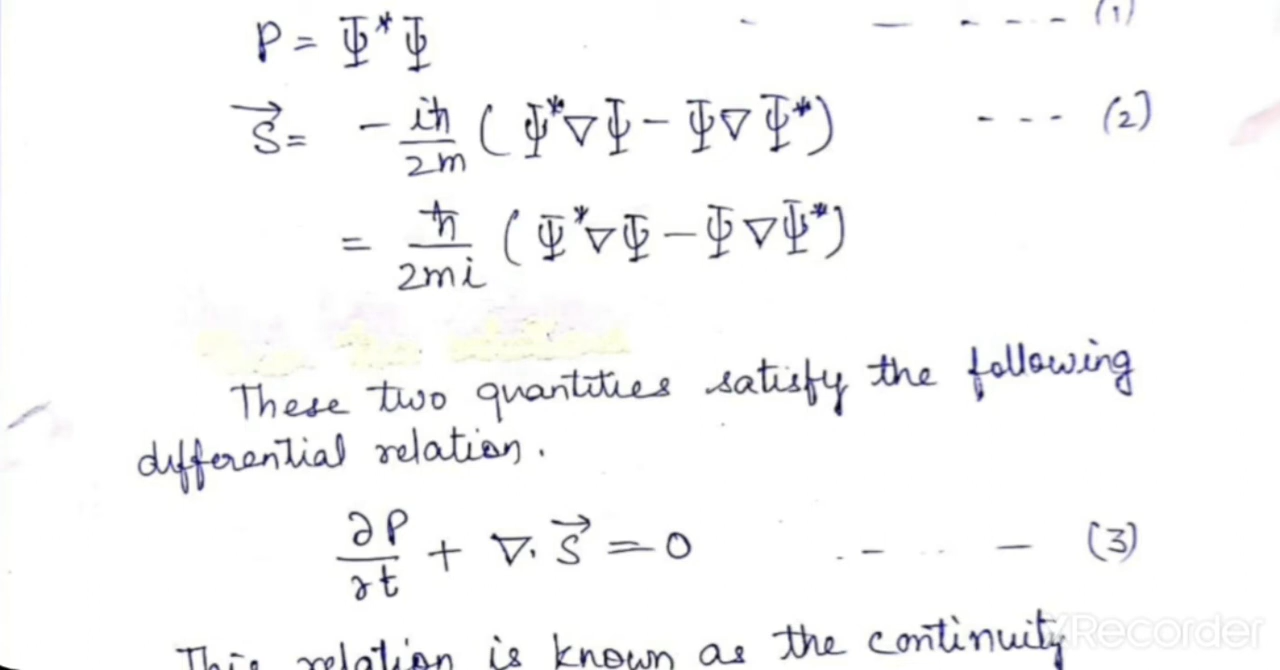 P = Ψ*Ψ - - - - - - (1)
S⃗ = - iħ/2m ( Ψ*∇Ψ - Ψ∇Ψ* ) - - - (2)
= ħ/2mi ( Ψ*∇Ψ - Ψ∇Ψ* )
These two quantities satisfy the following
differential relation.
∂P/∂t + ∇. S⃗ = 0 - - - - - (3)
This relation is known as the continuity
Recorder